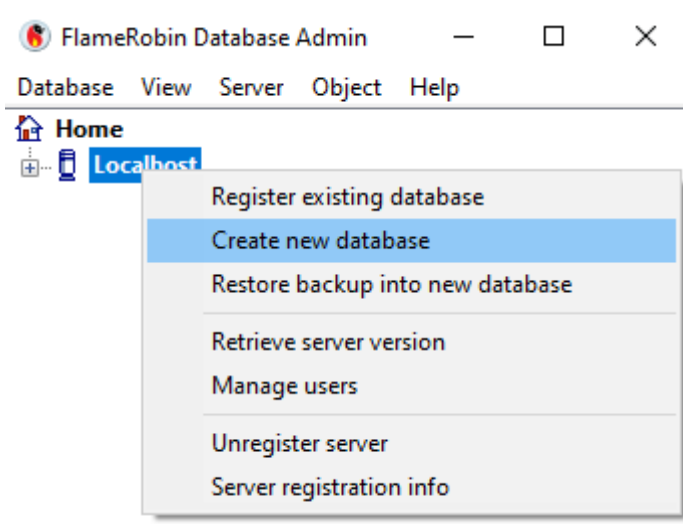 FlameRobin Database Admin
Database View Server Object Help
Home
Localhost
Register existing database
Create new database
Restore backup into new database
Retrieve server version
Manage users
Unregister server
Server registration info